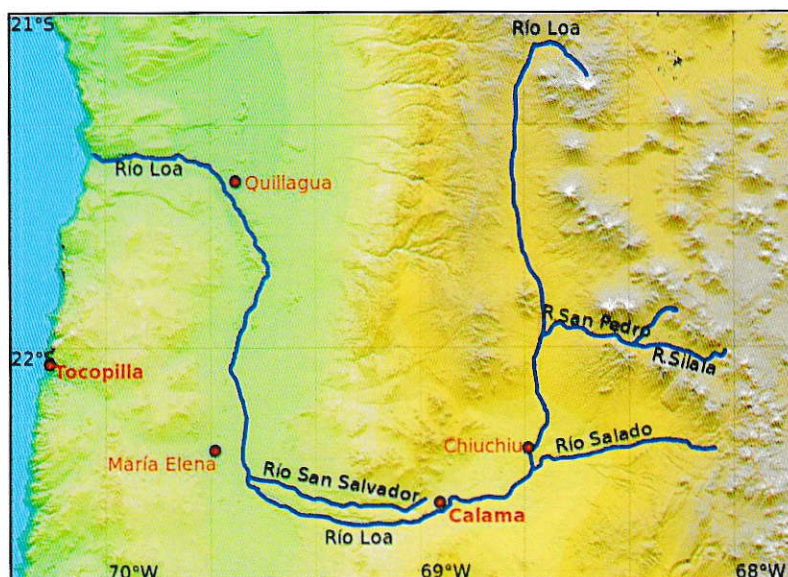 21°S
Río Loa
Río Loa
Quillagua
R.San Pedro
R.Silala
22°S
Tocopilla
Chiuchiu
Río Salado
María Elena
Río San Salvador
Calama
Río Loa
70°W
69°W
68°W